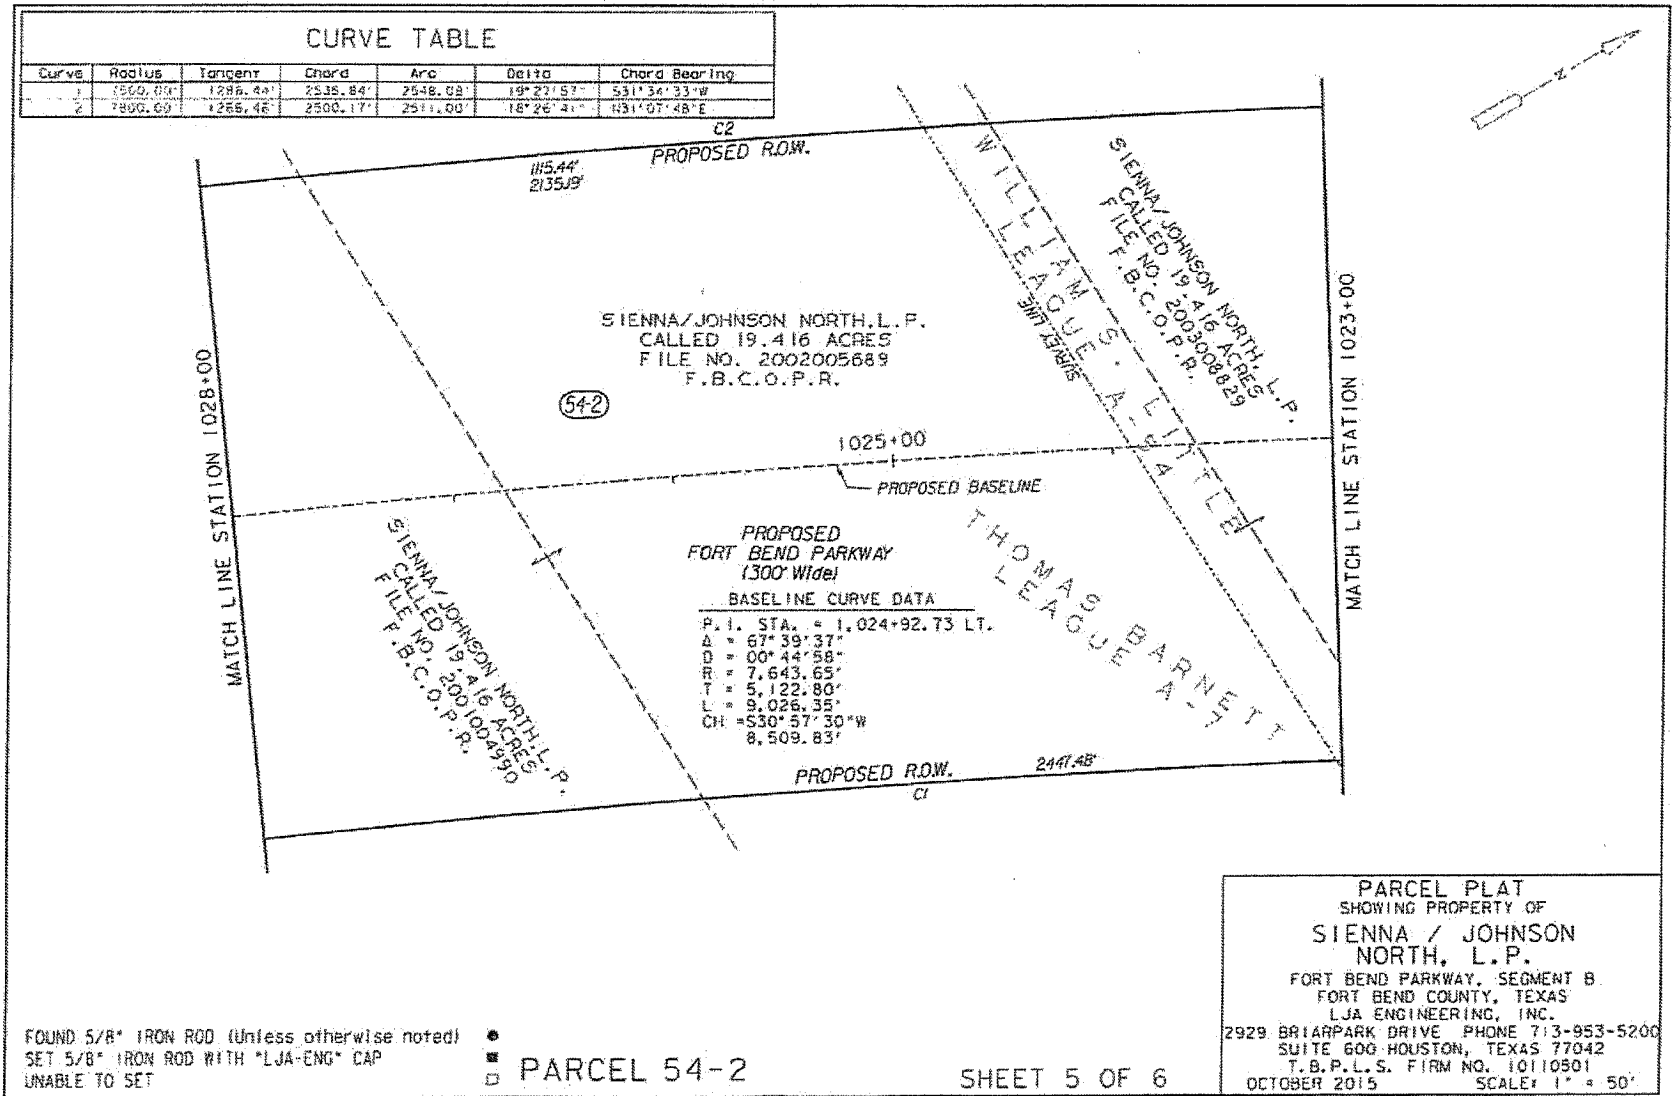 CURVE TABLE
Curve Radius Tangent Chord Arc Delta Chord Bearing
1 7500.00' 1286.44' 2535.84' 2548.08' 19°27'57" S31°34'33"W
2 7800.00' 1266.46' 2500.17' 2511.00' 18°26'41" N31°07'48"E
N
C2
PROPOSED R.O.W.
1115.44'
2135.19'
WILLIAM S. LITTLE
LEAGUE A-54
SURVEY LINE
SIENNA/JOHNSON NORTH, L.P.
CALLED 19.416 ACRES
FILE NO. 2003008829
F.B.C.O.P.R.
SIENNA/JOHNSON NORTH, L.P.
CALLED 19.416 ACRES
FILE NO. 2002005689
F.B.C.O.P.R.
54-2
MATCH LINE STATION 1028+00
MATCH LINE STATION 1023+00
1025+00
PROPOSED BASELINE
PROPOSED
FORT BEND PARKWAY
(300' Wide)
BASELINE CURVE DATA
P.I. STA. = 1,024+92.73 LT.
Δ = 67°39'37"
D = 00°44'58"
R = 7,643.65'
T = 5,122.80'
L = 9,026.35'
CH =S30°57'30"W
8,509.83'
THOMAS BARNETT
LEAGUE A-7
SIENNA/JOHNSON NORTH, L.P.
CALLED 19.416 ACRES
FILE NO. 2001004990
F.B.C.O.P.R.
PROPOSED R.O.W.
2447.48'
C1
PARCEL PLAT
SHOWING PROPERTY OF
SIENNA / JOHNSON
NORTH, L.P.
FORT BEND PARKWAY, SEGMENT B
FORT BEND COUNTY, TEXAS
LJA ENGINEERING, INC.
2929 BRIARPARK DRIVE PHONE 713-953-5200
SUITE 600 HOUSTON, TEXAS 77042
T.B.P.L.S. FIRM NO. 10110501
OCTOBER 2015 SCALE: 1" = 50'
FOUND 5/8" IRON ROD (Unless otherwise noted)
SET 5/8" IRON ROD WITH "LJA-ENG" CAP
UNABLE TO SET
PARCEL 54-2
SHEET 5 OF 6